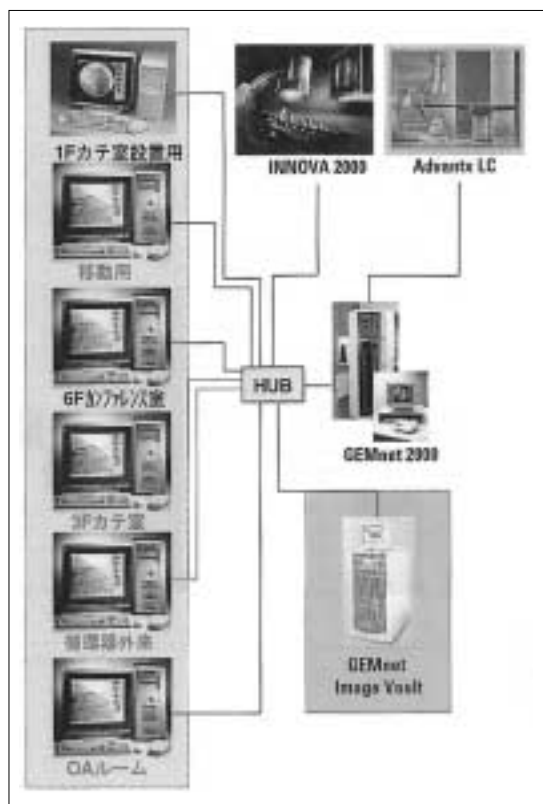 1Fカテ室設置用
INNOVA 2000
Advantx LC
移動用
6Fカンファレンス室
HUB
GEMnet 2000
3Fカテ室
循環器外来
GEMnet
Image Vault
OAルーム